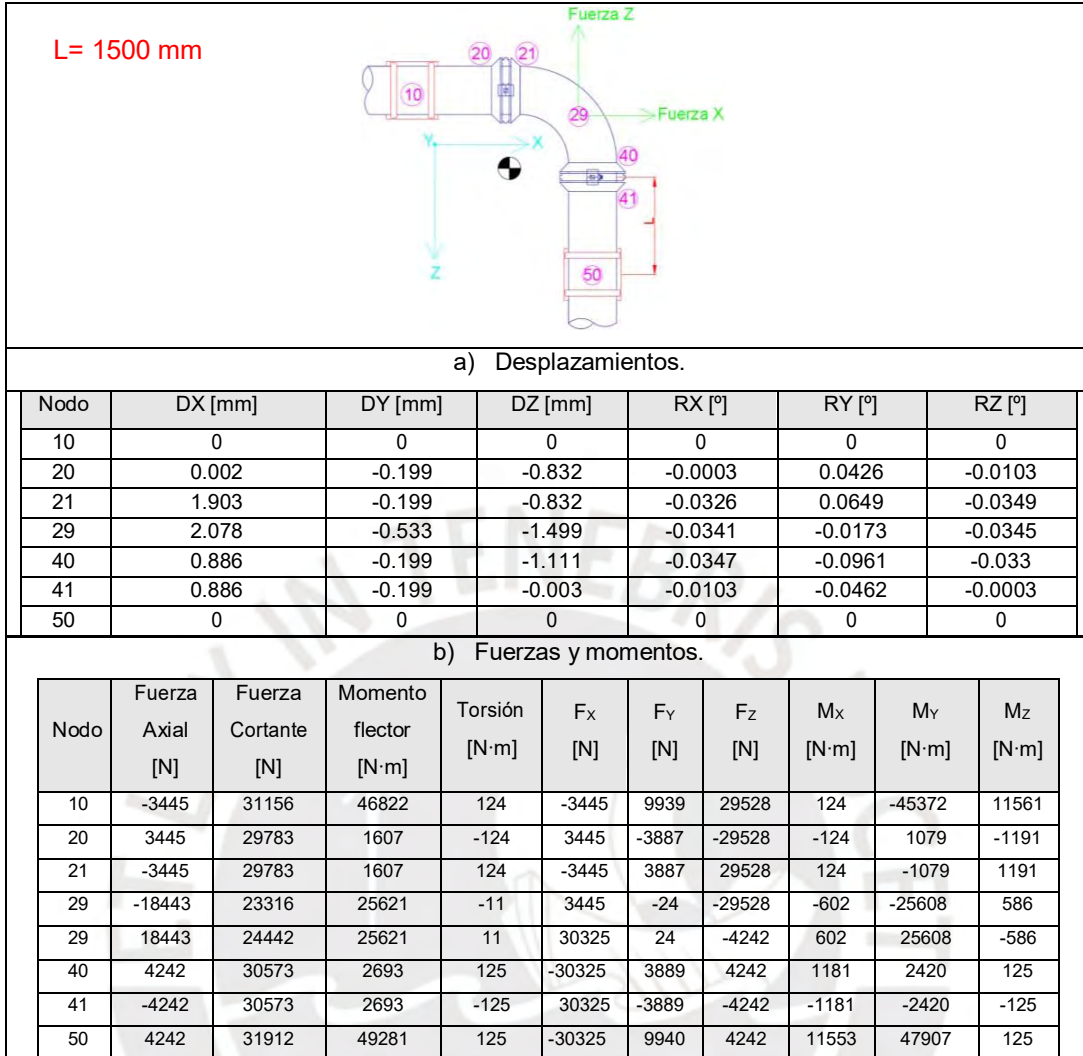 L= 1500 mm
Fuerza Z
20 21
10
29 Fuerza X
Y X
40
41
L
Z
50
a) Desplazamientos.
Nodo DX [mm] DY [mm] DZ [mm] RX [º] RY [º] RZ [º]
10 0 0 0 0 0 0
20 0.002 -0.199 -0.832 -0.0003 0.0426 -0.0103
21 1.903 -0.199 -0.832 -0.0326 0.0649 -0.0349
29 2.078 -0.533 -1.499 -0.0341 -0.0173 -0.0345
40 0.886 -0.199 -1.111 -0.0347 -0.0961 -0.033
41 0.886 -0.199 -0.003 -0.0103 -0.0462 -0.0003
50 0 0 0 0 0 0
b) Fuerzas y momentos.
Nodo Fuerza Axial [N] Fuerza Cortante [N] Momento flector [N·m] Torsión [N·m] FX [N] FY [N] FZ [N] MX [N·m] MY [N·m] MZ [N·m]
10 -3445 31156 46822 124 -3445 9939 29528 124 -45372 11561
20 3445 29783 1607 -124 3445 -3887 -29528 -124 1079 -1191
21 -3445 29783 1607 124 -3445 3887 29528 124 -1079 1191
29 -18443 23316 25621 -11 3445 -24 -29528 -602 -25608 586
29 18443 24442 25621 11 30325 24 -4242 602 25608 -586
40 4242 30573 2693 125 -30325 3889 4242 1181 2420 125
41 -4242 30573 2693 -125 30325 -3889 -4242 -1181 -2420 -125
50 4242 31912 49281 125 -30325 9940 4242 11553 47907 125